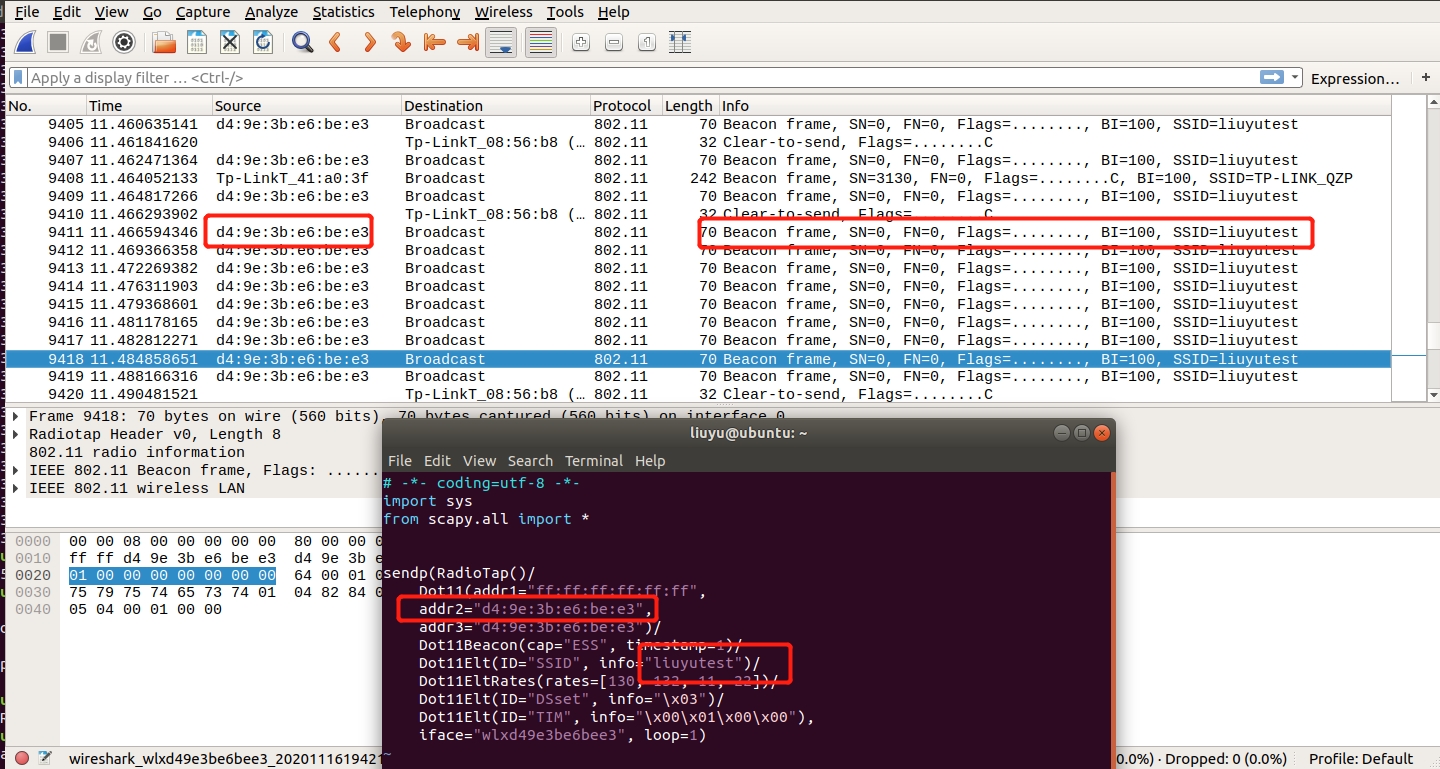 File Edit View Go Capture Analyze Statistics Telephony Wireless Tools Help
Apply a display filter … <Ctrl-/> Expression… +
No. Time Source Destination Protocol Length Info
9405 11.460635141 d4:9e:3b:e6:be:e3 Broadcast 802.11 70 Beacon frame, SN=0, FN=0, Flags=........, BI=100, SSID=liuyutest
9406 11.461841620 Tp-LinkT_08:56:b8 (… 802.11 32 Clear-to-send, Flags=........C
9407 11.462471364 d4:9e:3b:e6:be:e3 Broadcast 802.11 70 Beacon frame, SN=0, FN=0, Flags=........, BI=100, SSID=liuyutest
9408 11.464052133 Tp-LinkT_41:a0:3f Broadcast 802.11 242 Beacon frame, SN=3130, FN=0, Flags=........C, BI=100, SSID=TP-LINK_QZP
9409 11.464817266 d4:9e:3b:e6:be:e3 Broadcast 802.11 70 Beacon frame, SN=0, FN=0, Flags=........, BI=100, SSID=liuyutest
9410 11.466293902 Tp-LinkT_08:56:b8 (… 802.11 32 Clear-to-send, Flags=........C
9411 11.466594346 d4:9e:3b:e6:be:e3 Broadcast 802.11 70 Beacon frame, SN=0, FN=0, Flags=........, BI=100, SSID=liuyutest
9412 11.469366358 d4:9e:3b:e6:be:e3 Broadcast 802.11 70 Beacon frame, SN=0, FN=0, Flags=........, BI=100, SSID=liuyutest
9413 11.472269382 d4:9e:3b:e6:be:e3 Broadcast 802.11 70 Beacon frame, SN=0, FN=0, Flags=........, BI=100, SSID=liuyutest
9414 11.476311903 d4:9e:3b:e6:be:e3 Broadcast 802.11 70 Beacon frame, SN=0, FN=0, Flags=........, BI=100, SSID=liuyutest
9415 11.479368601 d4:9e:3b:e6:be:e3 Broadcast 802.11 70 Beacon frame, SN=0, FN=0, Flags=........, BI=100, SSID=liuyutest
9416 11.481178165 d4:9e:3b:e6:be:e3 Broadcast 802.11 70 Beacon frame, SN=0, FN=0, Flags=........, BI=100, SSID=liuyutest
9417 11.482812271 d4:9e:3b:e6:be:e3 Broadcast 802.11 70 Beacon frame, SN=0, FN=0, Flags=........, BI=100, SSID=liuyutest
9418 11.484858651 d4:9e:3b:e6:be:e3 Broadcast 802.11 70 Beacon frame, SN=0, FN=0, Flags=........, BI=100, SSID=liuyutest
9419 11.488166316 d4:9e:3b:e6:be:e3 Broadcast 802.11 70 Beacon frame, SN=0, FN=0, Flags=........, BI=100, SSID=liuyutest
9420 11.490481521 Tp-LinkT_08:56:b8 (… 802.11 32 Clear-to-send, Flags=........C
Frame 9418: 70 bytes on wire (560 bits), 70 bytes captured (560 bits) on interface 0
Radiotap Header v0, Length 8
802.11 radio information
IEEE 802.11 Beacon frame, Flags: ......
IEEE 802.11 wireless LAN
0000 00 00 08 00 00 00 00 00 80 00 00 0
0010 ff ff d4 9e 3b e6 be e3 d4 9e 3b e
0020 01 00 00 00 00 00 00 00 64 00 01 0
0030 75 79 75 74 65 73 74 01 04 82 84 0
0040 05 04 00 01 00 00
liuyu@ubuntu: ~
File Edit View Search Terminal Help
# -*- coding=utf-8 -*-
import sys
from scapy.all import *
sendp(RadioTap()/
Dot11(addr1="ff:ff:ff:ff:ff:ff",
addr2="d4:9e:3b:e6:be:e3",
addr3="d4:9e:3b:e6:be:e3")/
Dot11Beacon(cap="ESS", timestamp=1)/
Dot11Elt(ID="SSID", info="liuyutest")/
Dot11EltRates(rates=[130, 132, 11, 22])/
Dot11Elt(ID="DSset", info="\x03")/
Dot11Elt(ID="TIM", info="\x00\x01\x00\x00"),
iface="wlxd49e3be6bee3", loop=1)
~
wireshark_wlxd49e3be6bee3_2020111619421 0.0%) · Dropped: 0 (0.0%) Profile: Default